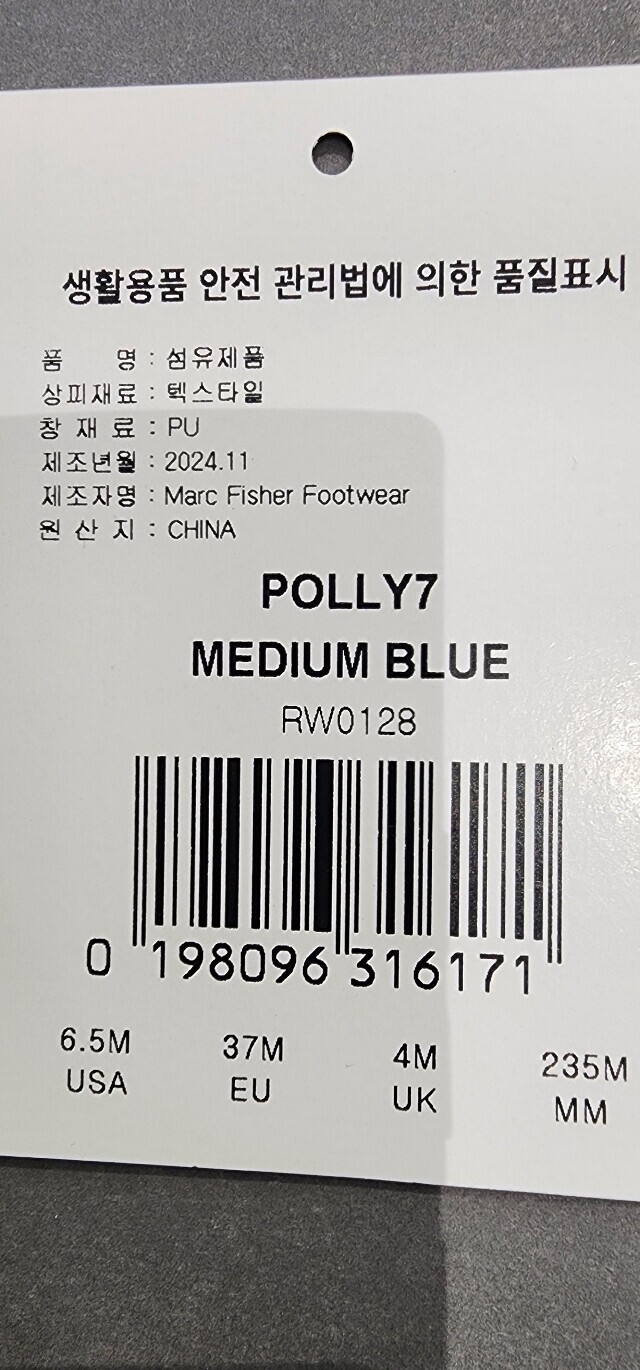 생활용품 안전 관리법에 의한 품질표시
품 명 : 섬유제품
상피재료 : 텍스타일
창 재 료 : PU
제조년월 : 2024.11
제조자명 : Marc Fisher Footwear
원 산 지 : CHINA
POLLY7
MEDIUM BLUE
RW0128
0 198096 316171
6.5M 37M 4M 235M
USA EU UK MM